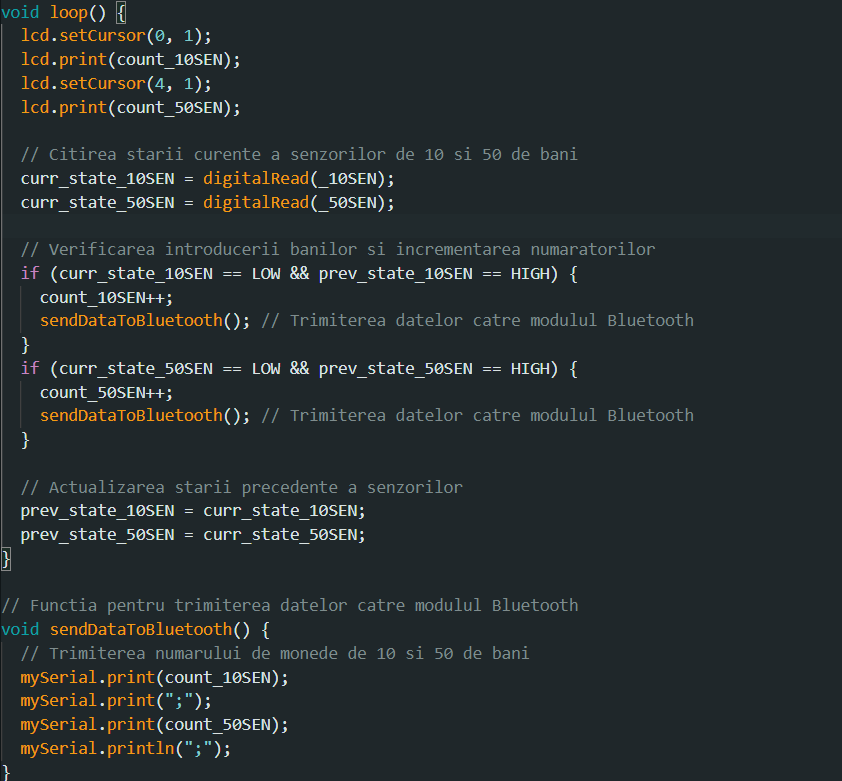 void loop() {
  lcd.setCursor(0, 1);
  lcd.print(count_10SEN);
  lcd.setCursor(4, 1);
  lcd.print(count_50SEN);

  // Citirea starii curente a senzorilor de 10 si 50 de bani
  curr_state_10SEN = digitalRead(_10SEN);
  curr_state_50SEN = digitalRead(_50SEN);

  // Verificarea introducerii banilor si incrementarea numaratorilor
  if (curr_state_10SEN == LOW && prev_state_10SEN == HIGH) {
    count_10SEN++;
    sendDataToBluetooth(); // Trimiterea datelor catre modulul Bluetooth
  }
  if (curr_state_50SEN == LOW && prev_state_50SEN == HIGH) {
    count_50SEN++;
    sendDataToBluetooth(); // Trimiterea datelor catre modulul Bluetooth
  }

  // Actualizarea starii precedente a senzorilor
  prev_state_10SEN = curr_state_10SEN;
  prev_state_50SEN = curr_state_50SEN;
}

// Functia pentru trimiterea datelor catre modulul Bluetooth
void sendDataToBluetooth() {
  // Trimiterea numarului de monede de 10 si 50 de bani
  mySerial.print(count_10SEN);
  mySerial.print(";");
  mySerial.print(count_50SEN);
  mySerial.println(";");
}